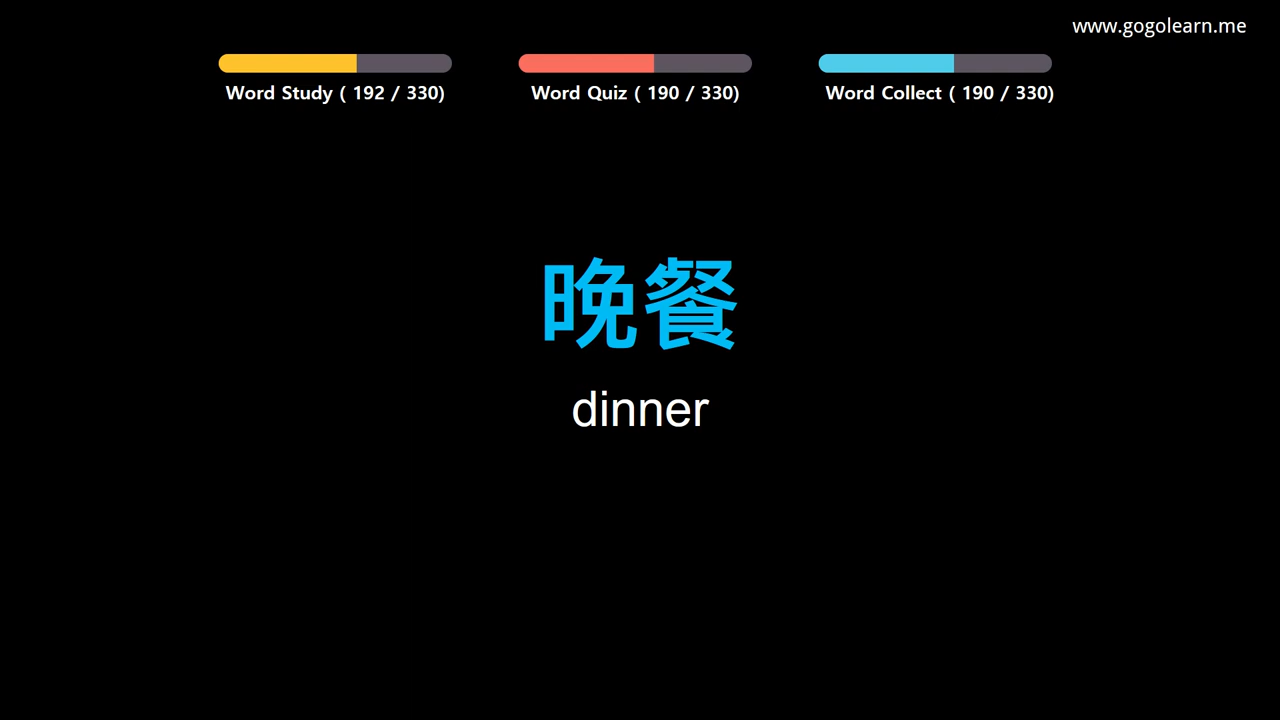 www.gogolearn.me
Word Study ( 192 / 330)
Word Quiz ( 190 / 330)
Word Collect ( 190 / 330)
晚餐
dinner